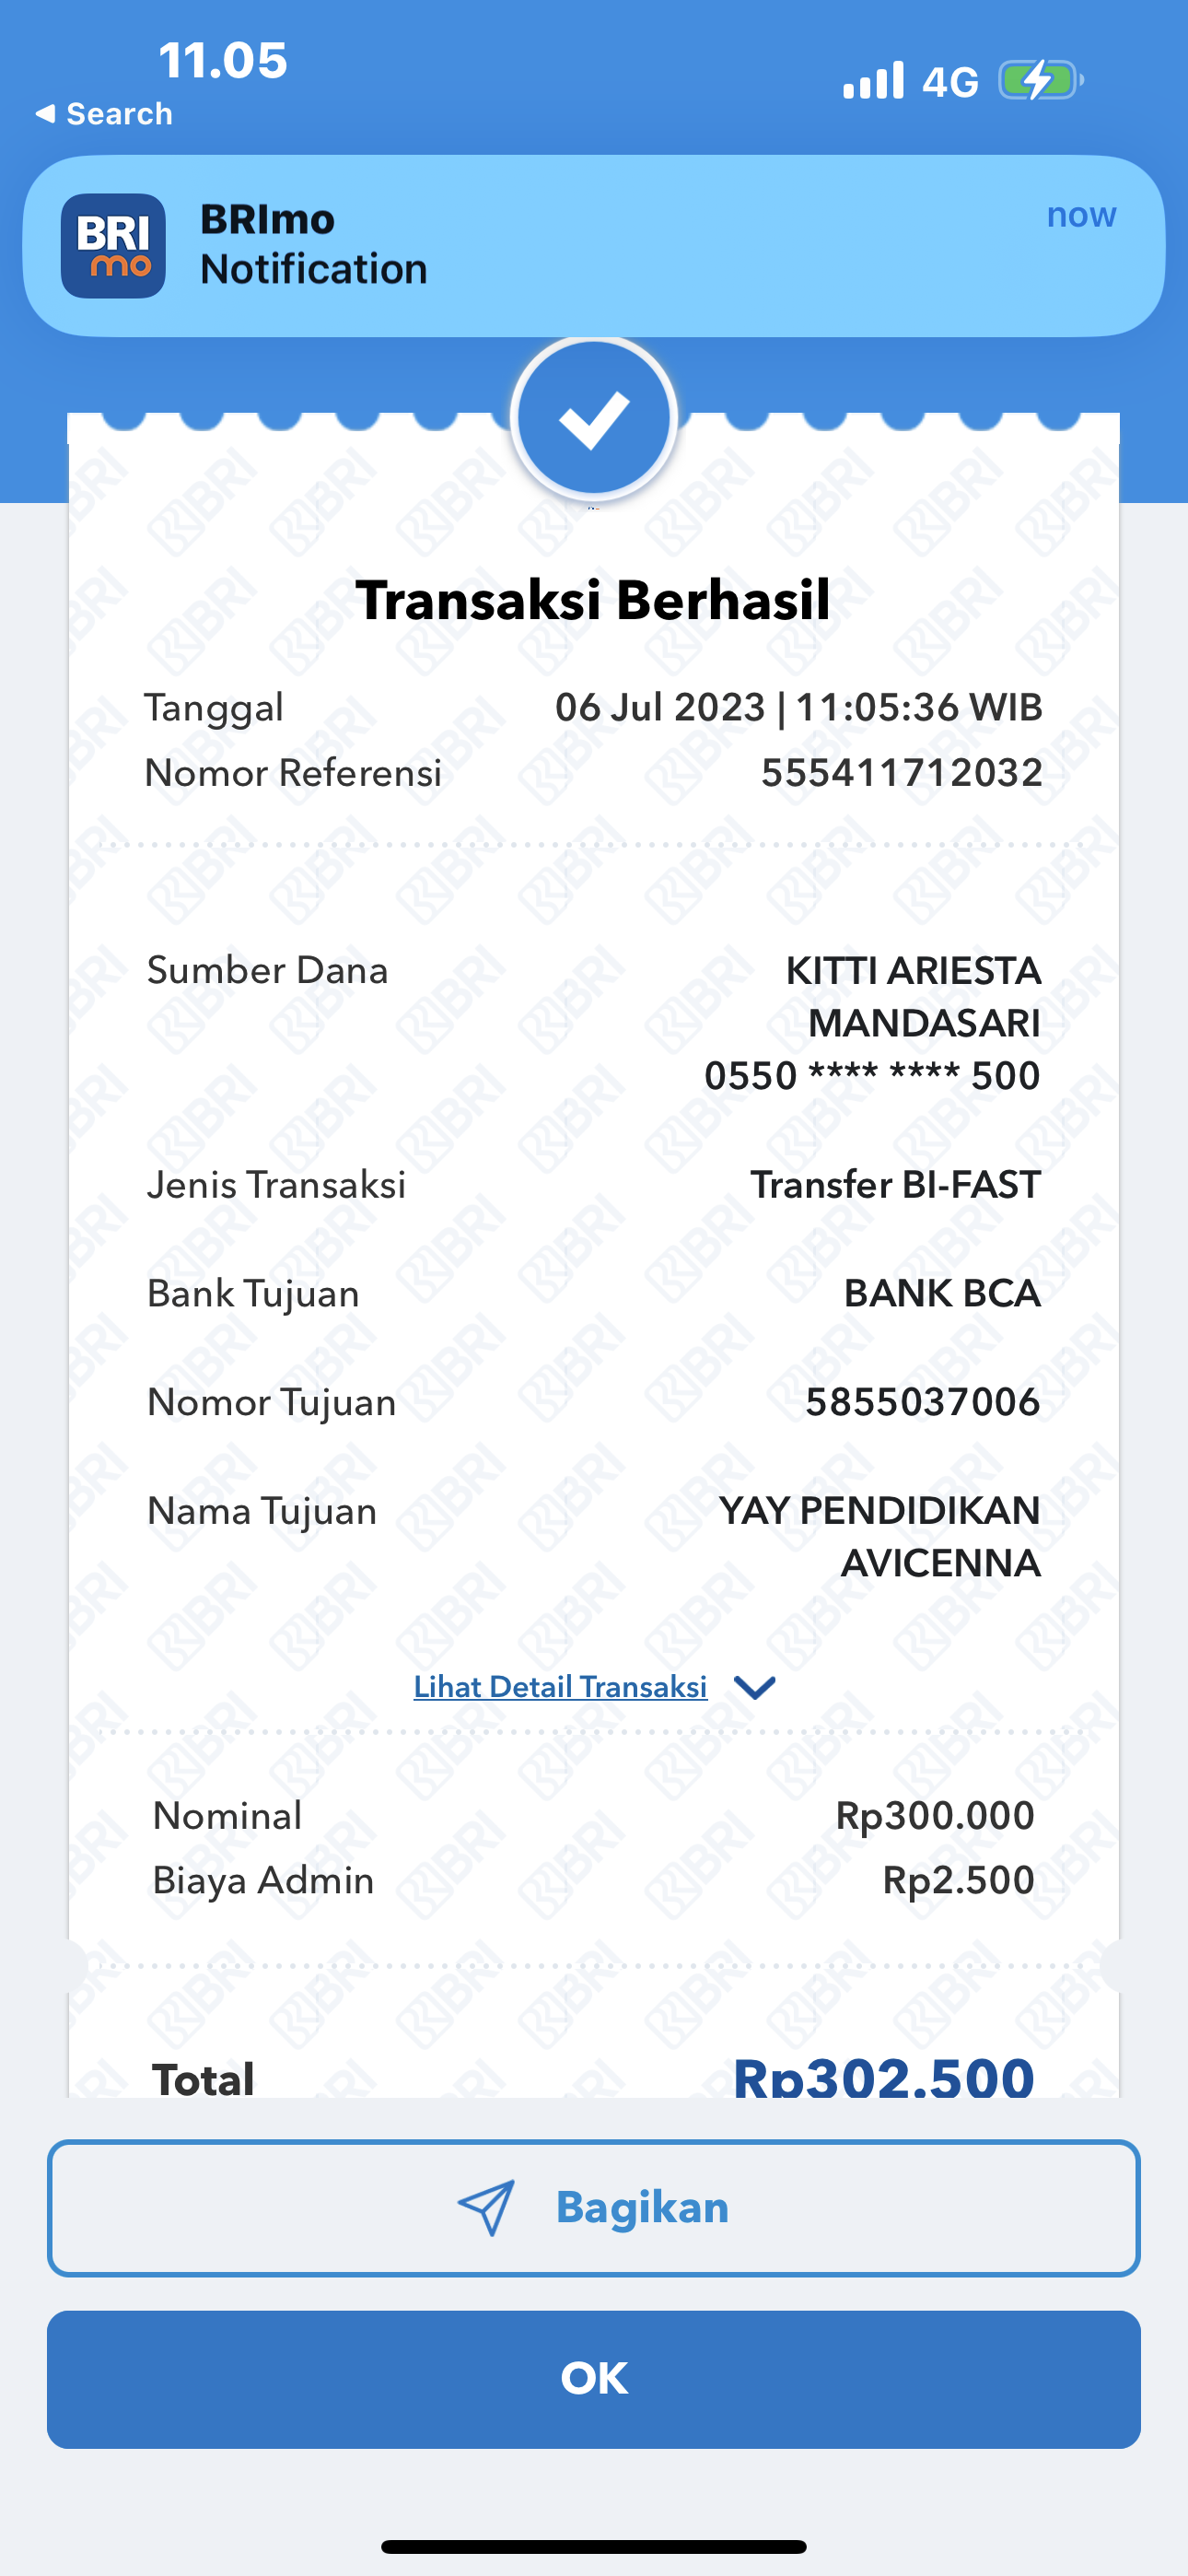 11.05
4G
Search
BRImo
now
Notification
BRI
mo
Transaksi Berhasil
Tanggal 06 Jul 2023 | 11:05:36 WIB
Nomor Referensi 555411712032
Sumber Dana KITTI ARIESTA
MANDASARI
0550 **** **** 500
Jenis Transaksi Transfer BI-FAST
Bank Tujuan BANK BCA
Nomor Tujuan 5855037006
Nama Tujuan YAY PENDIDIKAN
AVICENNA
Lihat Detail Transaksi
Nominal Rp300.000
Biaya Admin Rp2.500
Total Rp302.500
Bagikan
OK